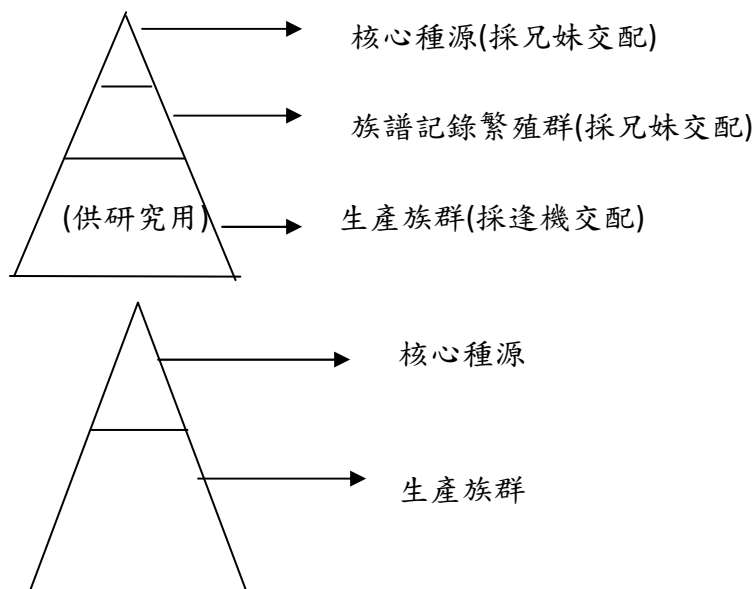 核心種源(採兄妹交配)
族譜記錄繁殖群(採兄妹交配)
(供研究用)
生產族群(採逢機交配)
核心種源
生產族群